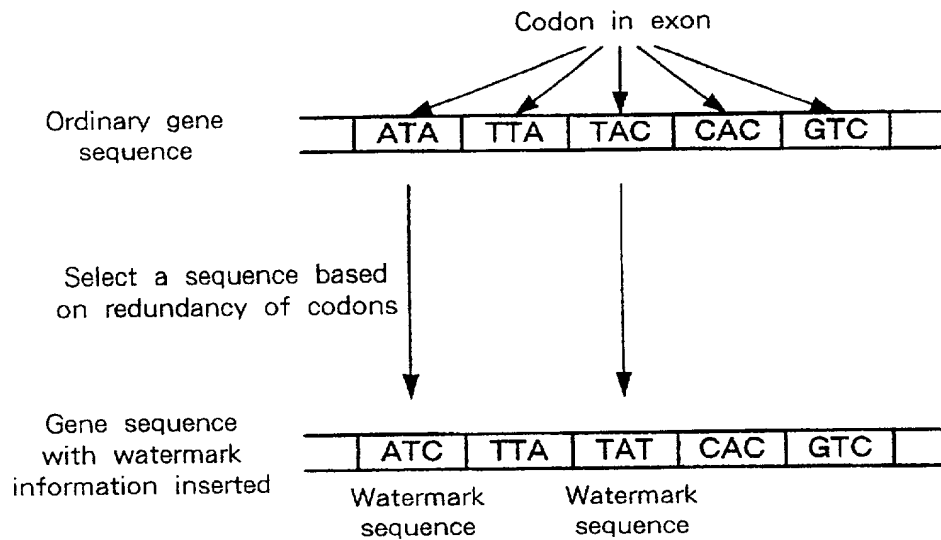 Codon in exon
Ordinary gene
sequence
ATA TTA TAC CAC GTC
Select a sequence based
on redundancy of codons
Gene sequence
with watermark
information inserted
ATC TTA TAT CAC GTC
Watermark
sequence
Watermark
sequence